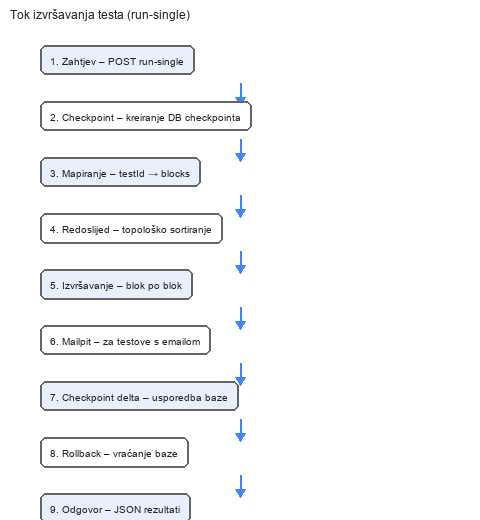 Tok izvršavanja testa (run-single)
1. Zahtjev – POST run-single
2. Checkpoint – kreiranje DB checkpointa
3. Mapiranje – testId → blocks
4. Redoslijed – topološko sortiranje
5. Izvršavanje – blok po blok
6. Mailpit – za testove s emailom
7. Checkpoint delta – usporedba baze
8. Rollback – vraćanje baze
9. Odgovor – JSON rezultati